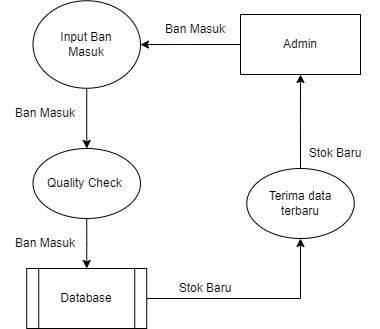 Input Ban
Masuk
Ban Masuk
Admin
Ban Masuk
Quality Check
Ban Masuk
Database
Stok Baru
Terima data
terbaru
Stok Baru